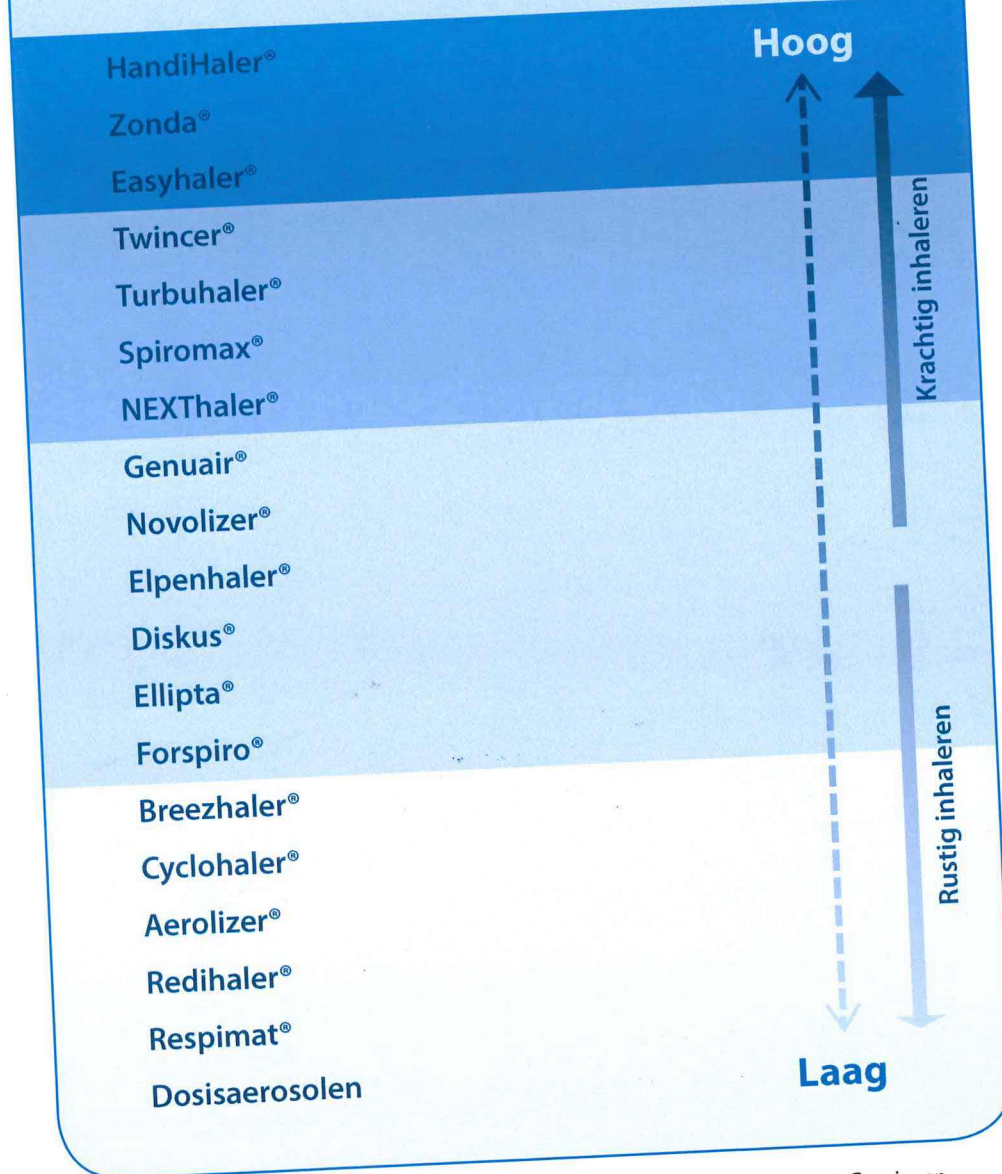 Hoog
HandiHaler®
Zonda®
Easyhaler®
Twincer®
Turbuhaler®
Spiromax®
NEXThaler®
Krachtig inhaleren
Genuair®
Novolizer®
Elpenhaler®
Diskus®
Ellipta®
Forspiro®
Rustig inhaleren
Breezhaler®
Cyclohaler®
Aerolizer®
Redihaler®
Respimat®
Dosisaerosolen
Laag